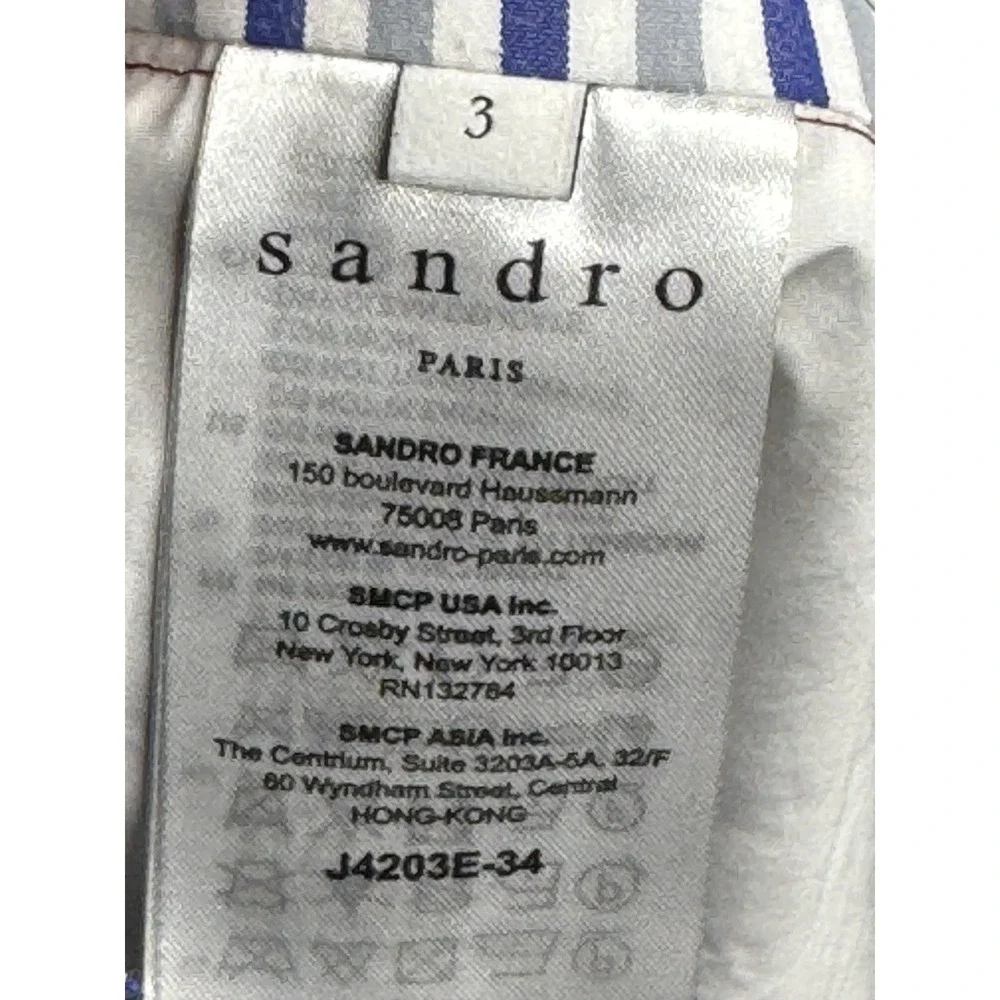 3
sandro
PARIS
SANDRO FRANCE
150 boulevard Haussmann
75008 Paris
www.sandro-paris.com
SMCP USA Inc.
10 Crosby Street, 3rd Floor
New York, New York 10013
RN132784
SMCP ASIA Inc.
The Centrium, Suite 3203A-5A, 32/F
60 Wyndham Street, Central
HONG-KONG
J4203E-34